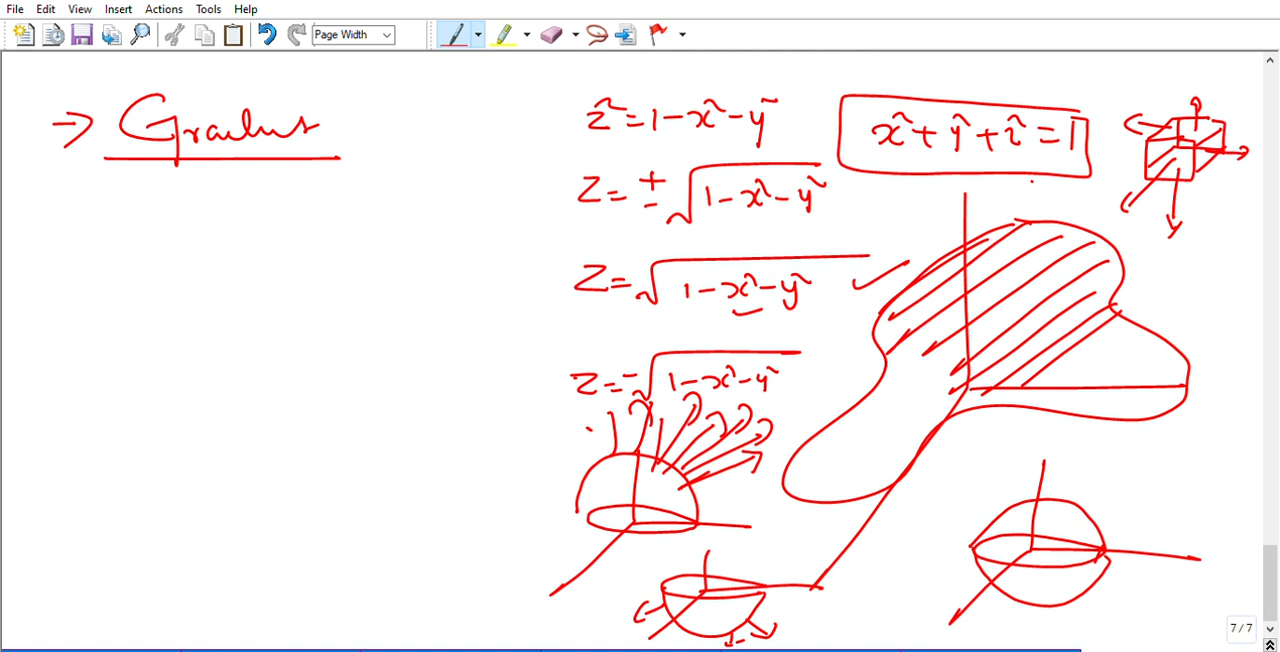 File Edit View Insert Actions Tools Help
Page Width
→ Gradus
z² = 1 - x² - y²
x² + y² + z² = 1
z = ± √(1 - x² - y²)
z = √(1 - x² - y²) ✓
z = -√(1 - x² - y²)
7 / 7